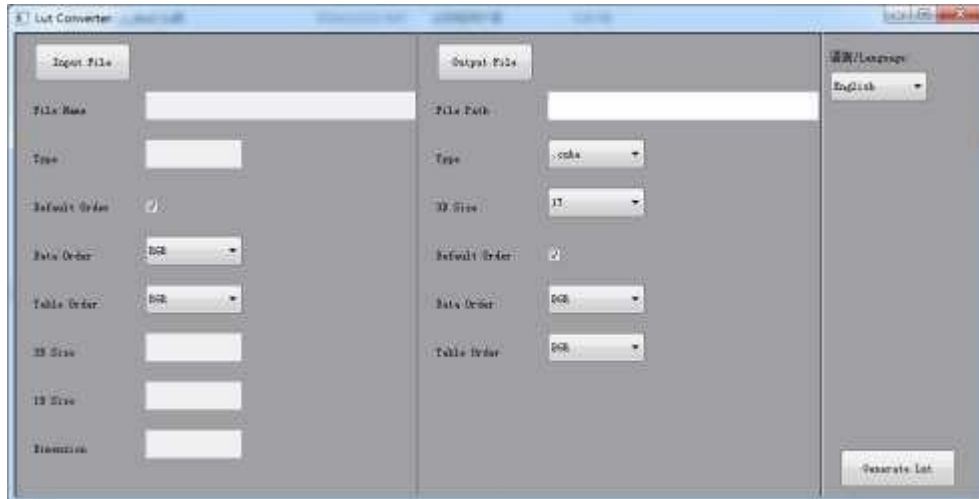 Lut Converter
Input File
File Name
Type
Default Order
Data Order
BGR
Table Order
BGR
3D Size
1D Size
Dimension
Output File
File Path
Type
.cube
3D Size
17
Default Order
Data Order
BGR
Table Order
BGR
语言/Language
English
Generate Lut